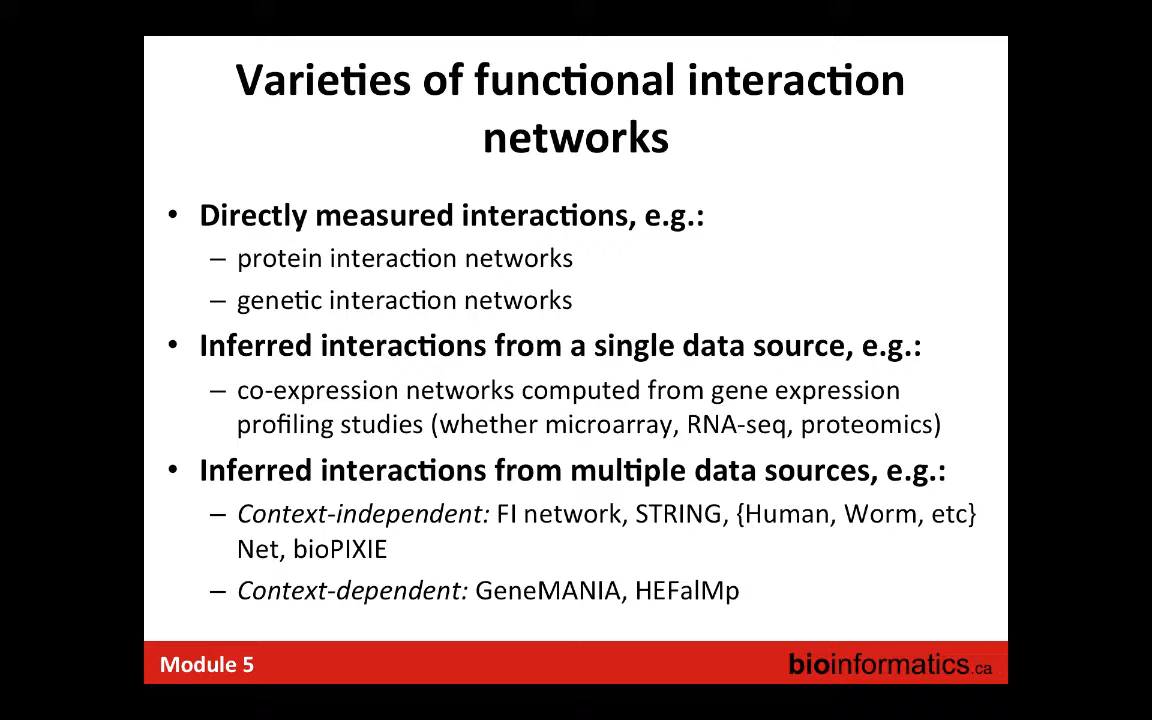 Varieties of functional interaction
networks
• Directly measured interactions, e.g.:
– protein interaction networks
– genetic interaction networks
• Inferred interactions from a single data source, e.g.:
– co-expression networks computed from gene expression
profiling studies (whether microarray, RNA-seq, proteomics)
• Inferred interactions from multiple data sources, e.g.:
– Context-independent: FI network, STRING, {Human, Worm, etc}
Net, bioPIXIE
– Context-dependent: GeneMANIA, HEFalMp
Module 5
bioinformatics.ca